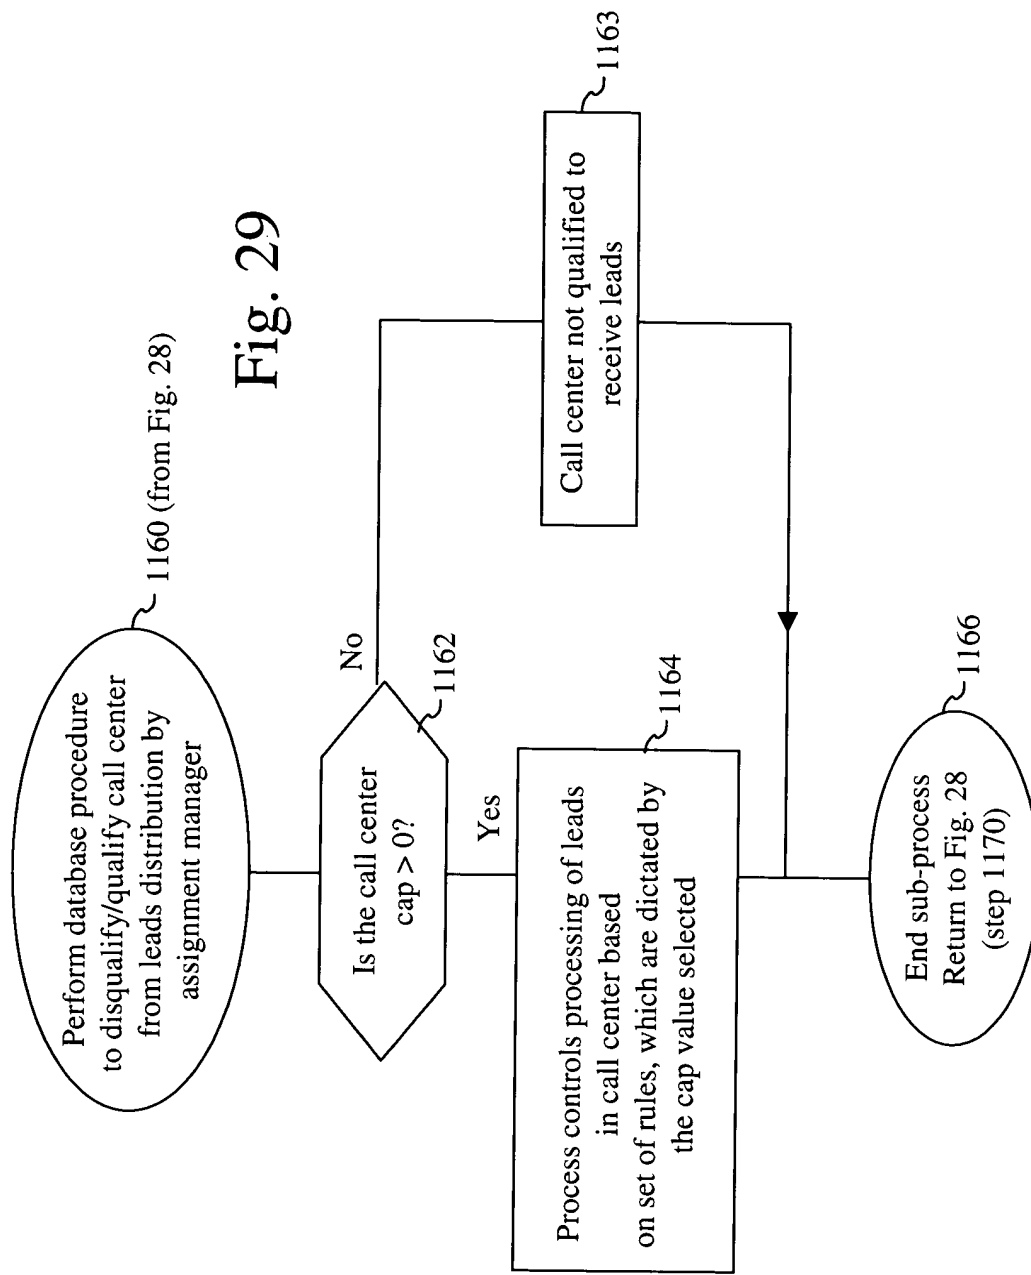 Perform database procedure
to disqualify/qualify call center
from leads distribution by
assignment manager
1160 (from Fig. 28)
Fig. 29
Is the call center
cap > 0?
1162
No
Yes
Call center not qualified to
receive leads
1163
Process controls processing of leads
in call center based
on set of rules, which are dictated by
the cap value selected
1164
End sub-process
Return to Fig. 28
(step 1170)
1166